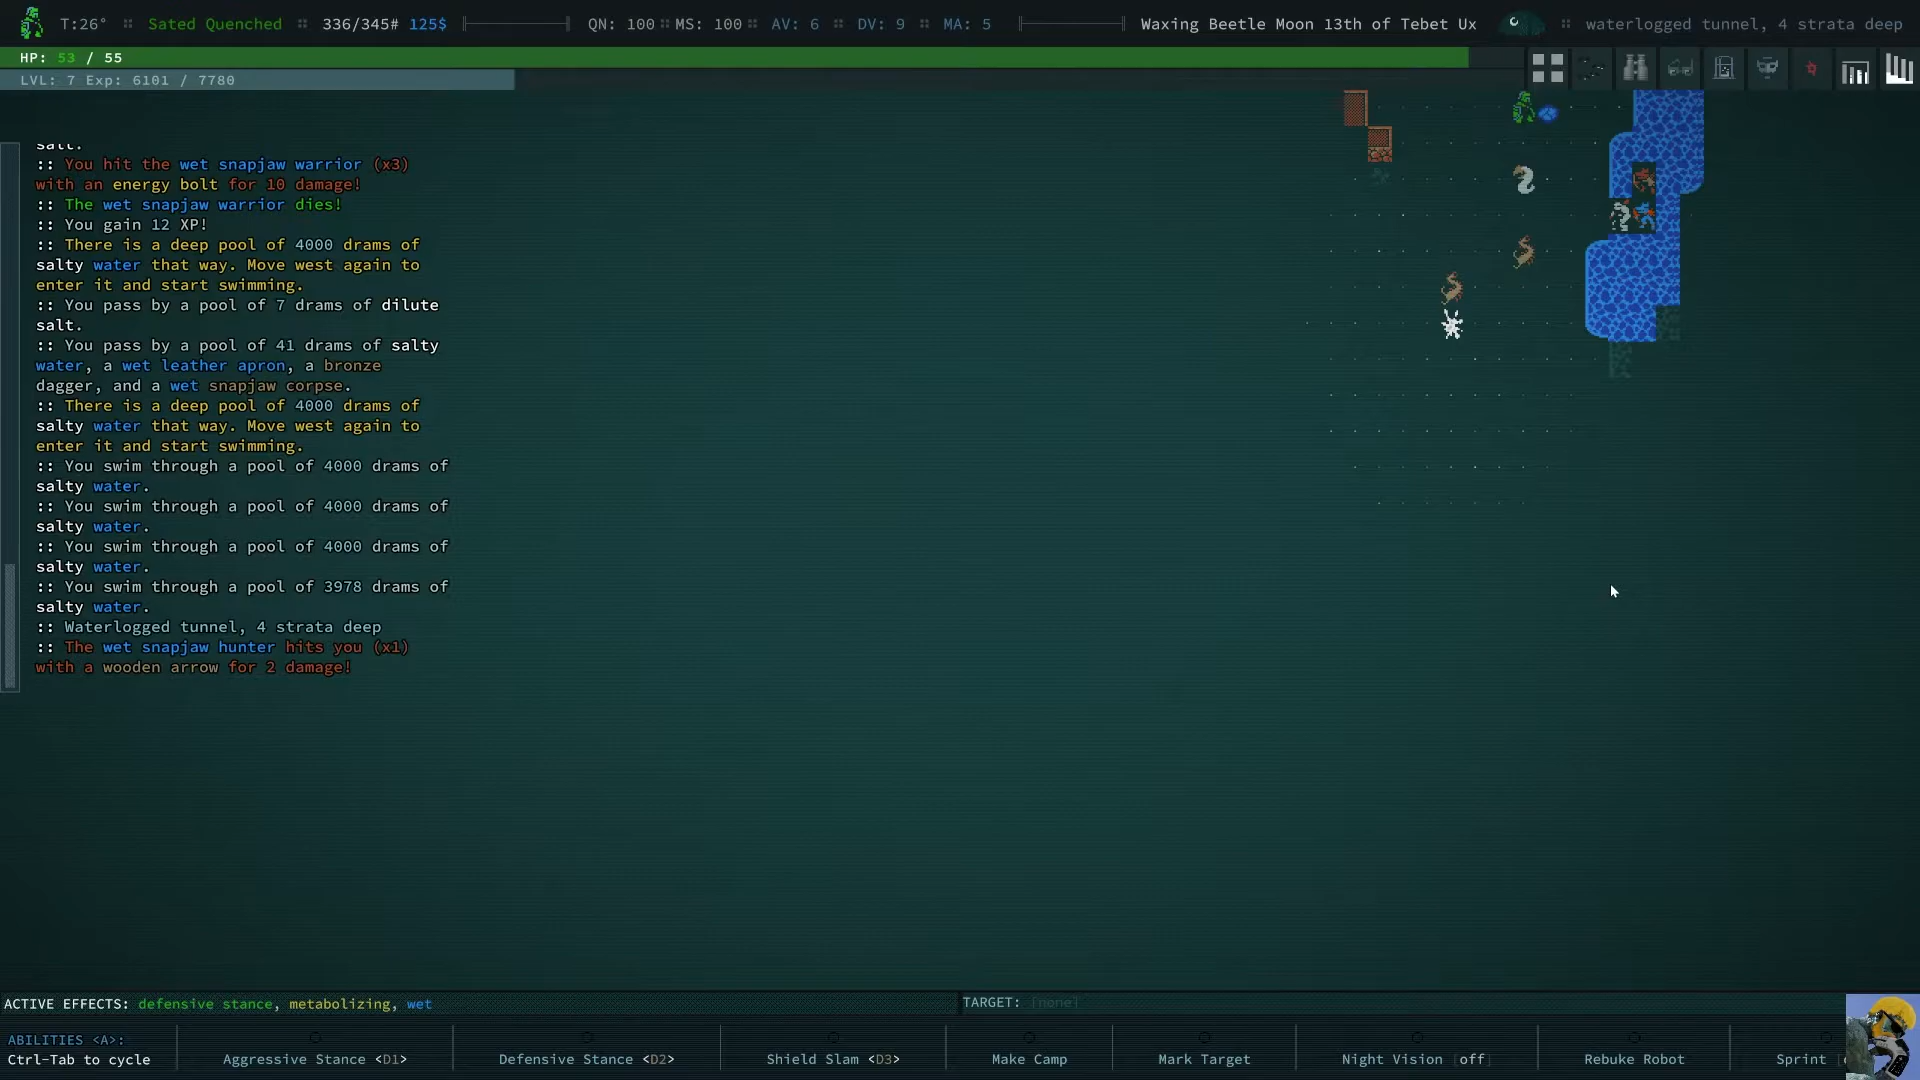 T:26° Sated Quenched 336/345# 125$ QN: 100 MS: 100 AV: 6 DV: 9 MA: 5 Waxing Beetle Moon 13th of Tebet Ux waterlogged tunnel, 4 strata deep
HP: 53 / 55
LVL: 7 Exp: 6101 / 7780
salt.
:: You hit the wet snapjaw warrior (x3)
with an energy bolt for 10 damage!
:: The wet snapjaw warrior dies!
:: You gain 12 XP!
:: There is a deep pool of 4000 drams of
salty water that way. Move west again to
enter it and start swimming.
:: You pass by a pool of 7 drams of dilute
salt.
:: You pass by a pool of 41 drams of salty
water, a wet leather apron, a bronze
dagger, and a wet snapjaw corpse.
:: There is a deep pool of 4000 drams of
salty water that way. Move west again to
enter it and start swimming.
:: You swim through a pool of 4000 drams of
salty water.
:: You swim through a pool of 4000 drams of
salty water.
:: You swim through a pool of 4000 drams of
salty water.
:: You swim through a pool of 3978 drams of
salty water.
:: Waterlogged tunnel, 4 strata deep
:: The wet snapjaw hunter hits you (x1)
with a wooden arrow for 2 damage!
ACTIVE EFFECTS: defensive stance, metabolizing, wet
TARGET: [none]
ABILITIES <A>:
Ctrl-Tab to cycle
Aggressive Stance <D1>
Defensive Stance <D2>
Shield Slam <D3>
Make Camp
Mark Target
Night Vision [off]
Rebuke Robot
Sprint